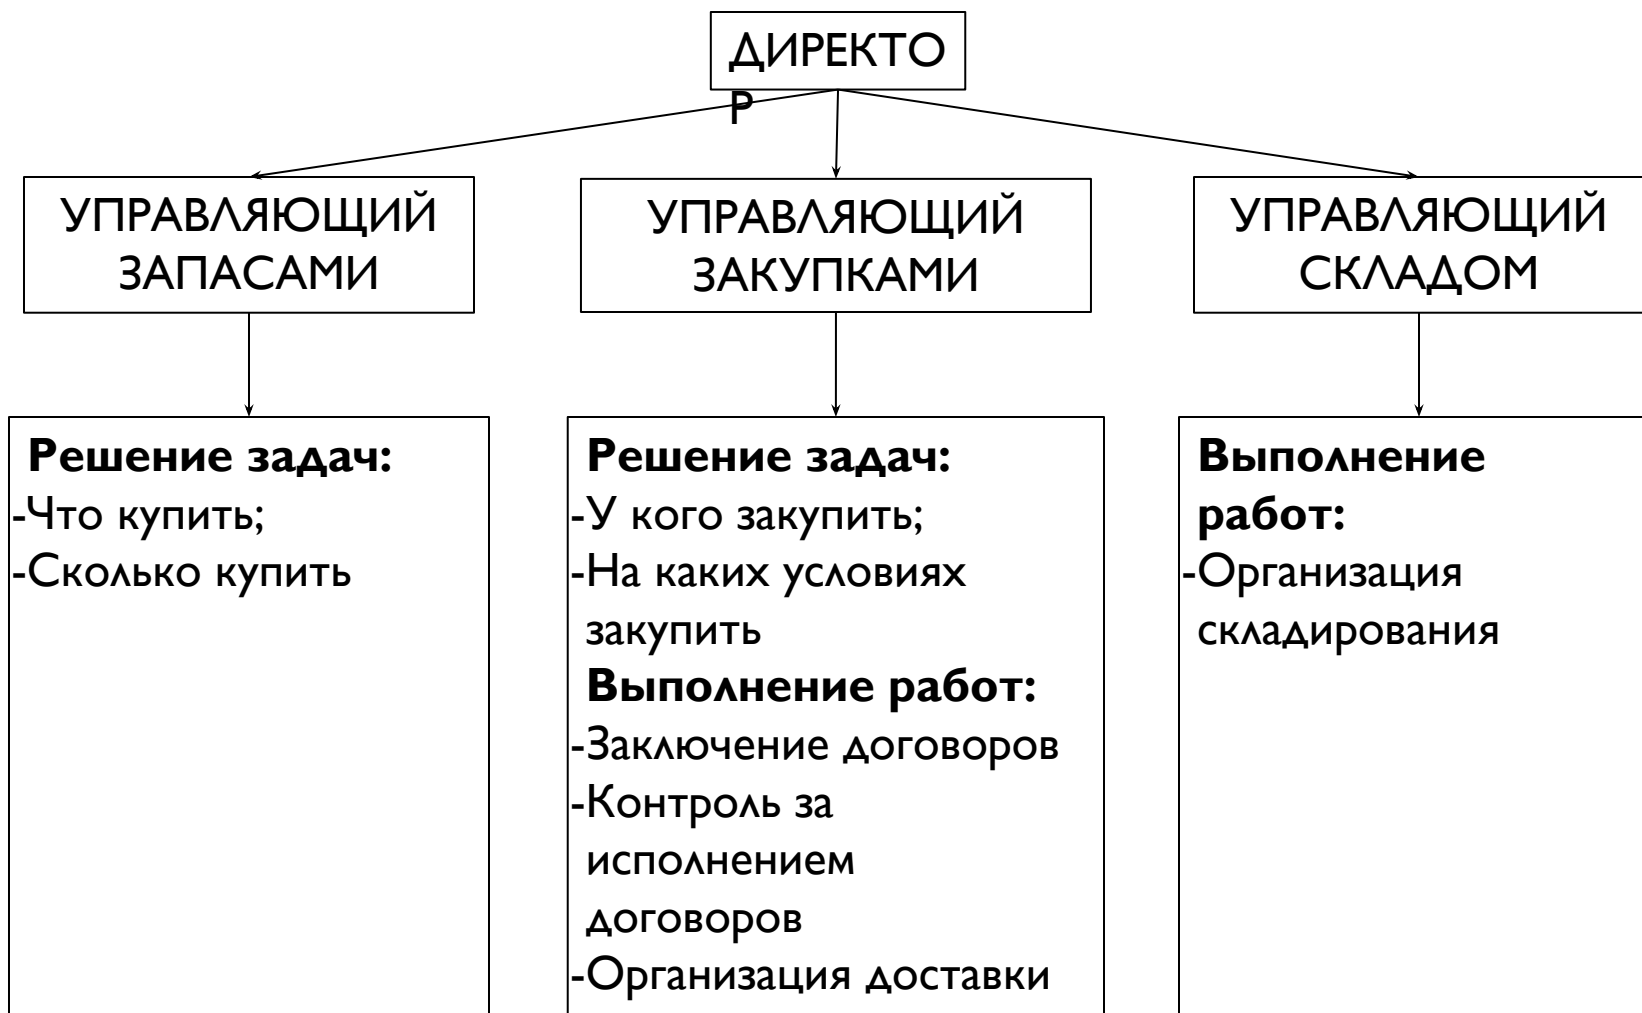 ДИРЕКТО
Р
УПРАВЛЯЮЩИЙ
ЗАПАСАМИ
УПРАВЛЯЮЩИЙ
ЗАКУПКАМИ
УПРАВЛЯЮЩИЙ
СКЛАДОМ
Решение задач:
-Что купить;
-Сколько купить
Решение задач:
-У кого закупить;
-На каких условиях
закупить
Выполнение работ:
-Заключение договоров
-Контроль за
исполнением
договоров
-Организация доставки
Выполнение
работ:
-Организация
складирования